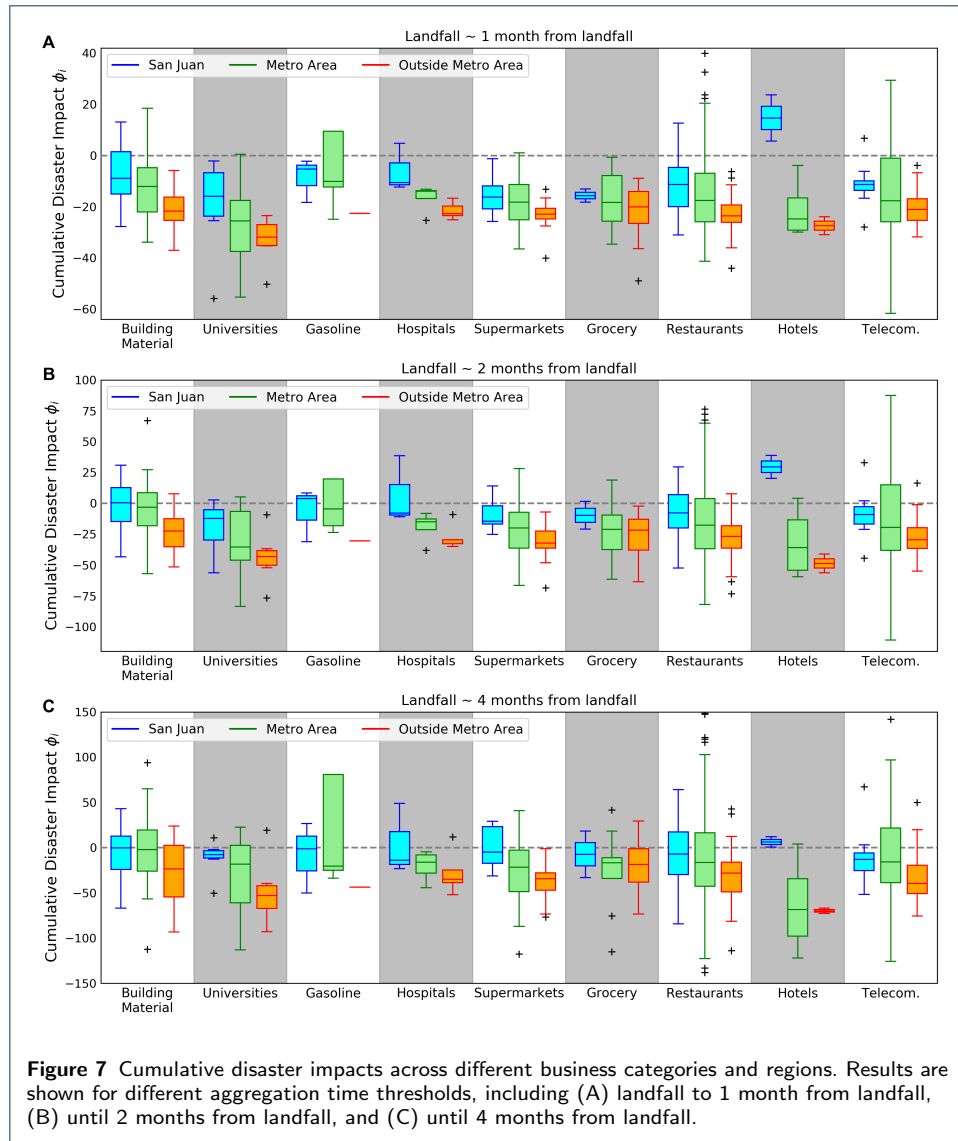 A
Landfall ~ 1 month from landfall
San Juan
Metro Area
Outside Metro Area
Cumulative Disaster Impact ϕi
40
20
0
−20
−40
−60
Building Material
Universities
Gasoline
Hospitals
Supermarkets
Grocery
Restaurants
Hotels
Telecom.
B
Landfall ~ 2 months from landfall
San Juan
Metro Area
Outside Metro Area
Cumulative Disaster Impact ϕi
100
75
50
25
0
−25
−50
−75
−100
Building Material
Universities
Gasoline
Hospitals
Supermarkets
Grocery
Restaurants
Hotels
Telecom.
C
Landfall ~ 4 months from landfall
San Juan
Metro Area
Outside Metro Area
Cumulative Disaster Impact ϕi
150
100
50
0
−50
−100
−150
Building Material
Universities
Gasoline
Hospitals
Supermarkets
Grocery
Restaurants
Hotels
Telecom.
Figure 7 Cumulative disaster impacts across different business categories and regions. Results are
shown for different aggregation time thresholds, including (A) landfall to 1 month from landfall,
(B) until 2 months from landfall, and (C) until 4 months from landfall.